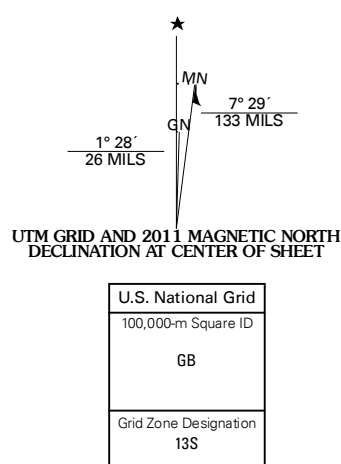 MN
7° 29´
133 MILS
GN
1° 28´
26 MILS
UTM GRID AND 2011 MAGNETIC NORTH
DECLINATION AT CENTER OF SHEET
U.S. National Grid
100,000-m Square ID
GB
Grid Zone Designation
13S